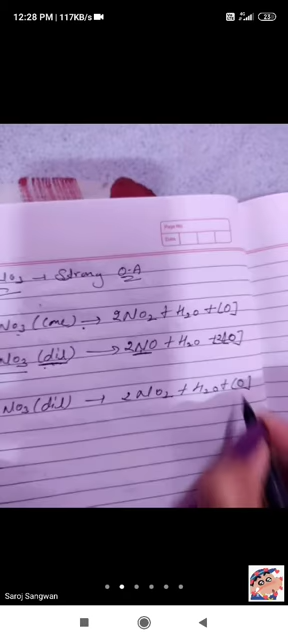 12:28 PM | 117KB/s
23
Page No.
Date
NO3 → Strong O.A
NO3 (conc) → 2NO2 + H2O + [O]
NO3 (dil) → 2NO + H2O + 3[O]
NO3 (dil) → 2NO2 + H2O + [O]
Saroj Sangwan